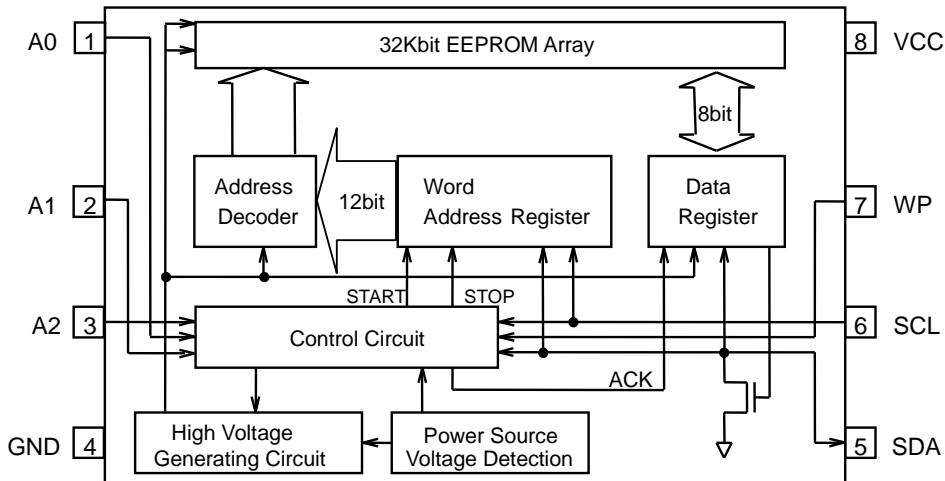 A0 1
32Kbit EEPROM Array
8 VCC
8bit
A1 2
Address
Decoder
12bit
Word
Address Register
Data
Register
7 WP
START
STOP
A2 3
Control Circuit
6 SCL
ACK
GND 4
High Voltage
Generating Circuit
Power Source
Voltage Detection
5 SDA